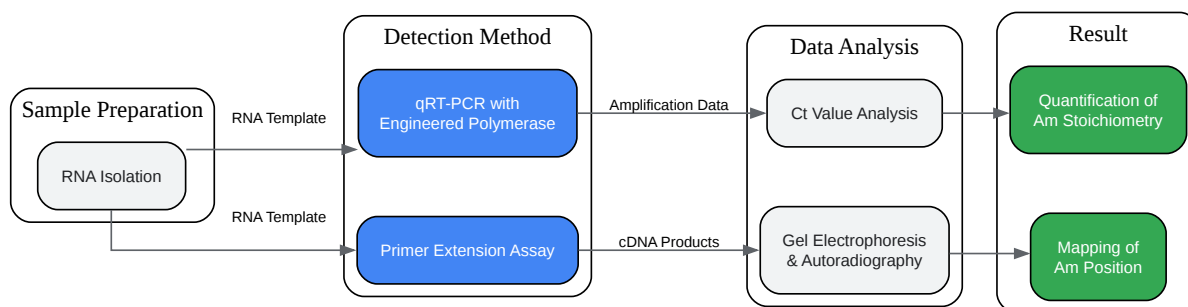 Sample Preparation
RNA Isolation
RNA Template
RNA Template
Detection Method
qRT-PCR with
Engineered Polymerase
Primer Extension Assay
Amplification Data
cDNA Products
Data Analysis
Ct Value Analysis
Gel Electrophoresis
& Autoradiography
Result
Quantification of
Am Stoichiometry
Mapping of
Am Position